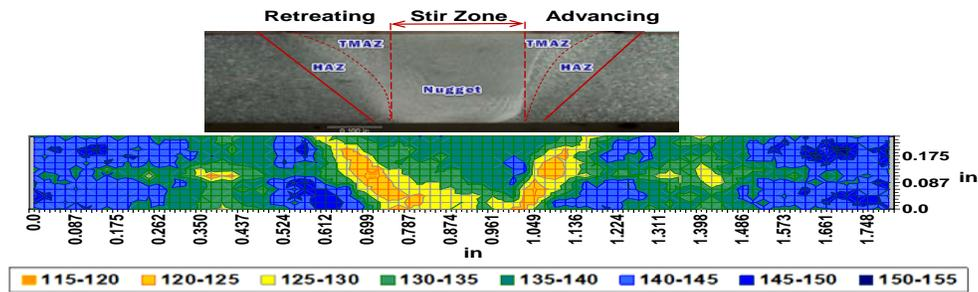 Retreating Stir Zone Advancing
TMAZ TMAZ
HAZ HAZ
Nugget
0.175
0.087 in
0.0
0.0 0.087 0.175 0.262 0.350 0.437 0.524 0.612 0.699 0.787 0.874 0.961 1.049 1.136 1.224 1.311 1.398 1.486 1.573 1.661 1.748
in
115-120 120-125 125-130 130-135 135-140 140-145 145-150 150-155